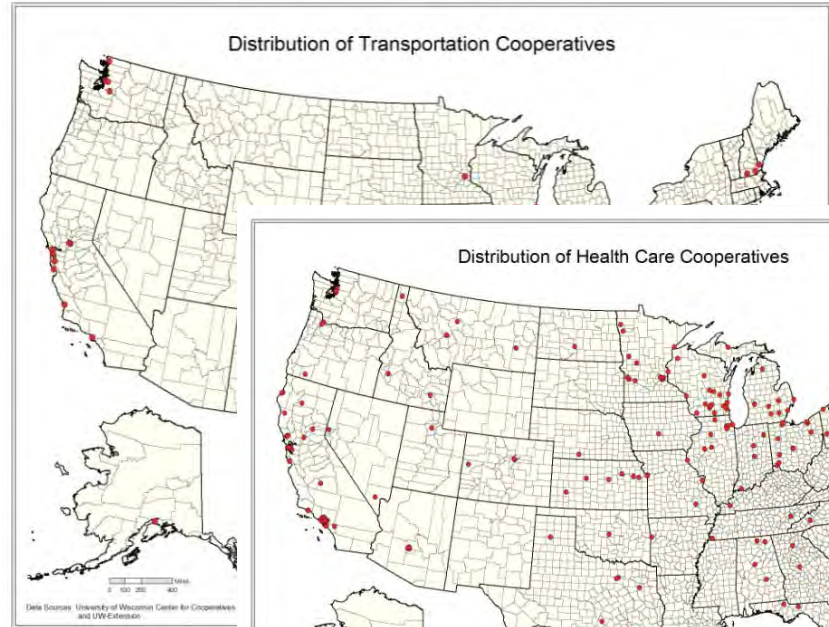 Distribution of Transportation Cooperatives
Distribution of Health Care Cooperatives
Miles
0 100 200 400
Data Sources: University of Wisconsin Center for Cooperatives
and UW-Extension